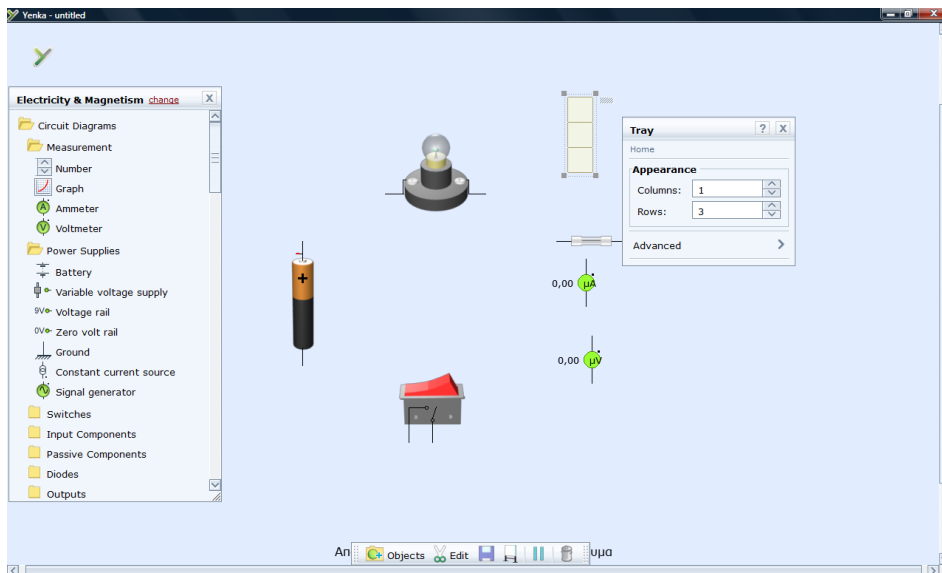 Yenka - untitled
Electricity & Magnetism change
Circuit Diagrams
Measurement
Number
Graph
A Ammeter
V Voltmeter
Power Supplies
Battery
Variable voltage supply
9V Voltage rail
0V Zero volt rail
Ground
Constant current source
Signal generator
Switches
Input Components
Passive Components
Diodes
Outputs
+
0,00 µA
0,00 µV
Tray ? X
Home
Appearance
Columns: 1
Rows: 3
Advanced
Objects Edit